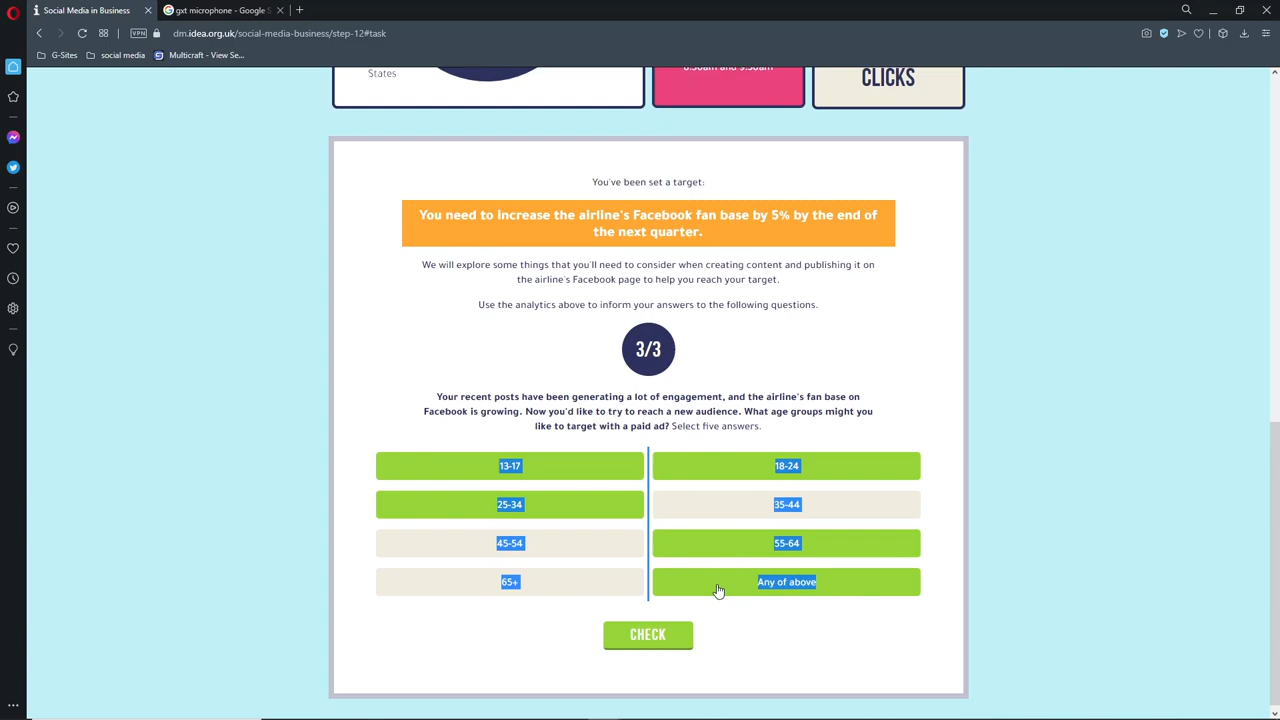 Social Media in Business
gxt microphone - Google S
VPN
dm.idea.org.uk/social-media-business/step-12#task
G-Sites
social media
Multicraft - View Se...
States
8:30am and 9:30am
CLICKS
You've been set a target:
You need to increase the airline's Facebook fan base by 5% by the end of
the next quarter.
We will explore some things that you'll need to consider when creating content and publishing it on
the airline's Facebook page to help you reach your target.
Use the analytics above to inform your answers to the following questions.
3/3
Your recent posts have been generating a lot of engagement, and the airline's fan base on
Facebook is growing. Now you'd like to try to reach a new audience. What age groups might you
like to target with a paid ad? Select five answers.
13-17
18-24
25-34
35-44
45-54
55-64
65+
Any of above
CHECK